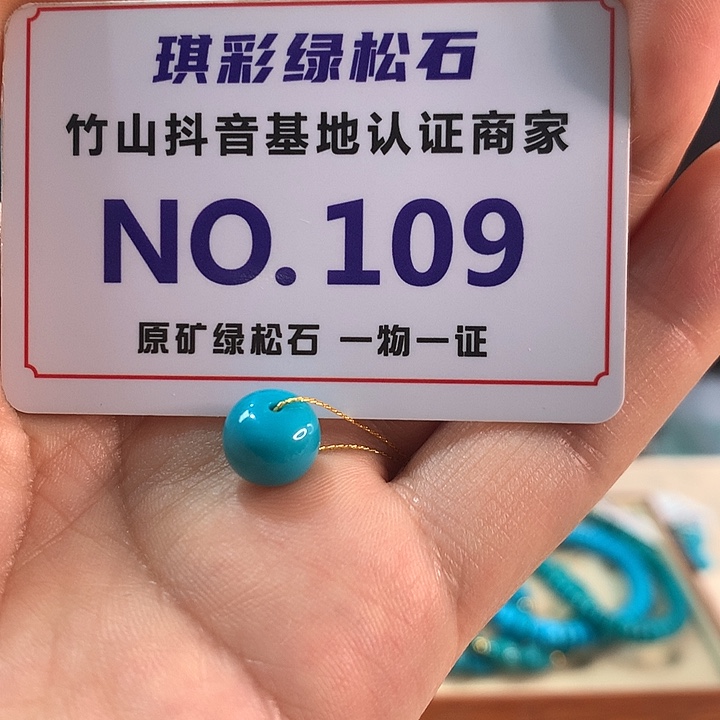 琪彩绿松石
竹山抖音基地认证商家
NO.109
原矿绿松石 一物一证